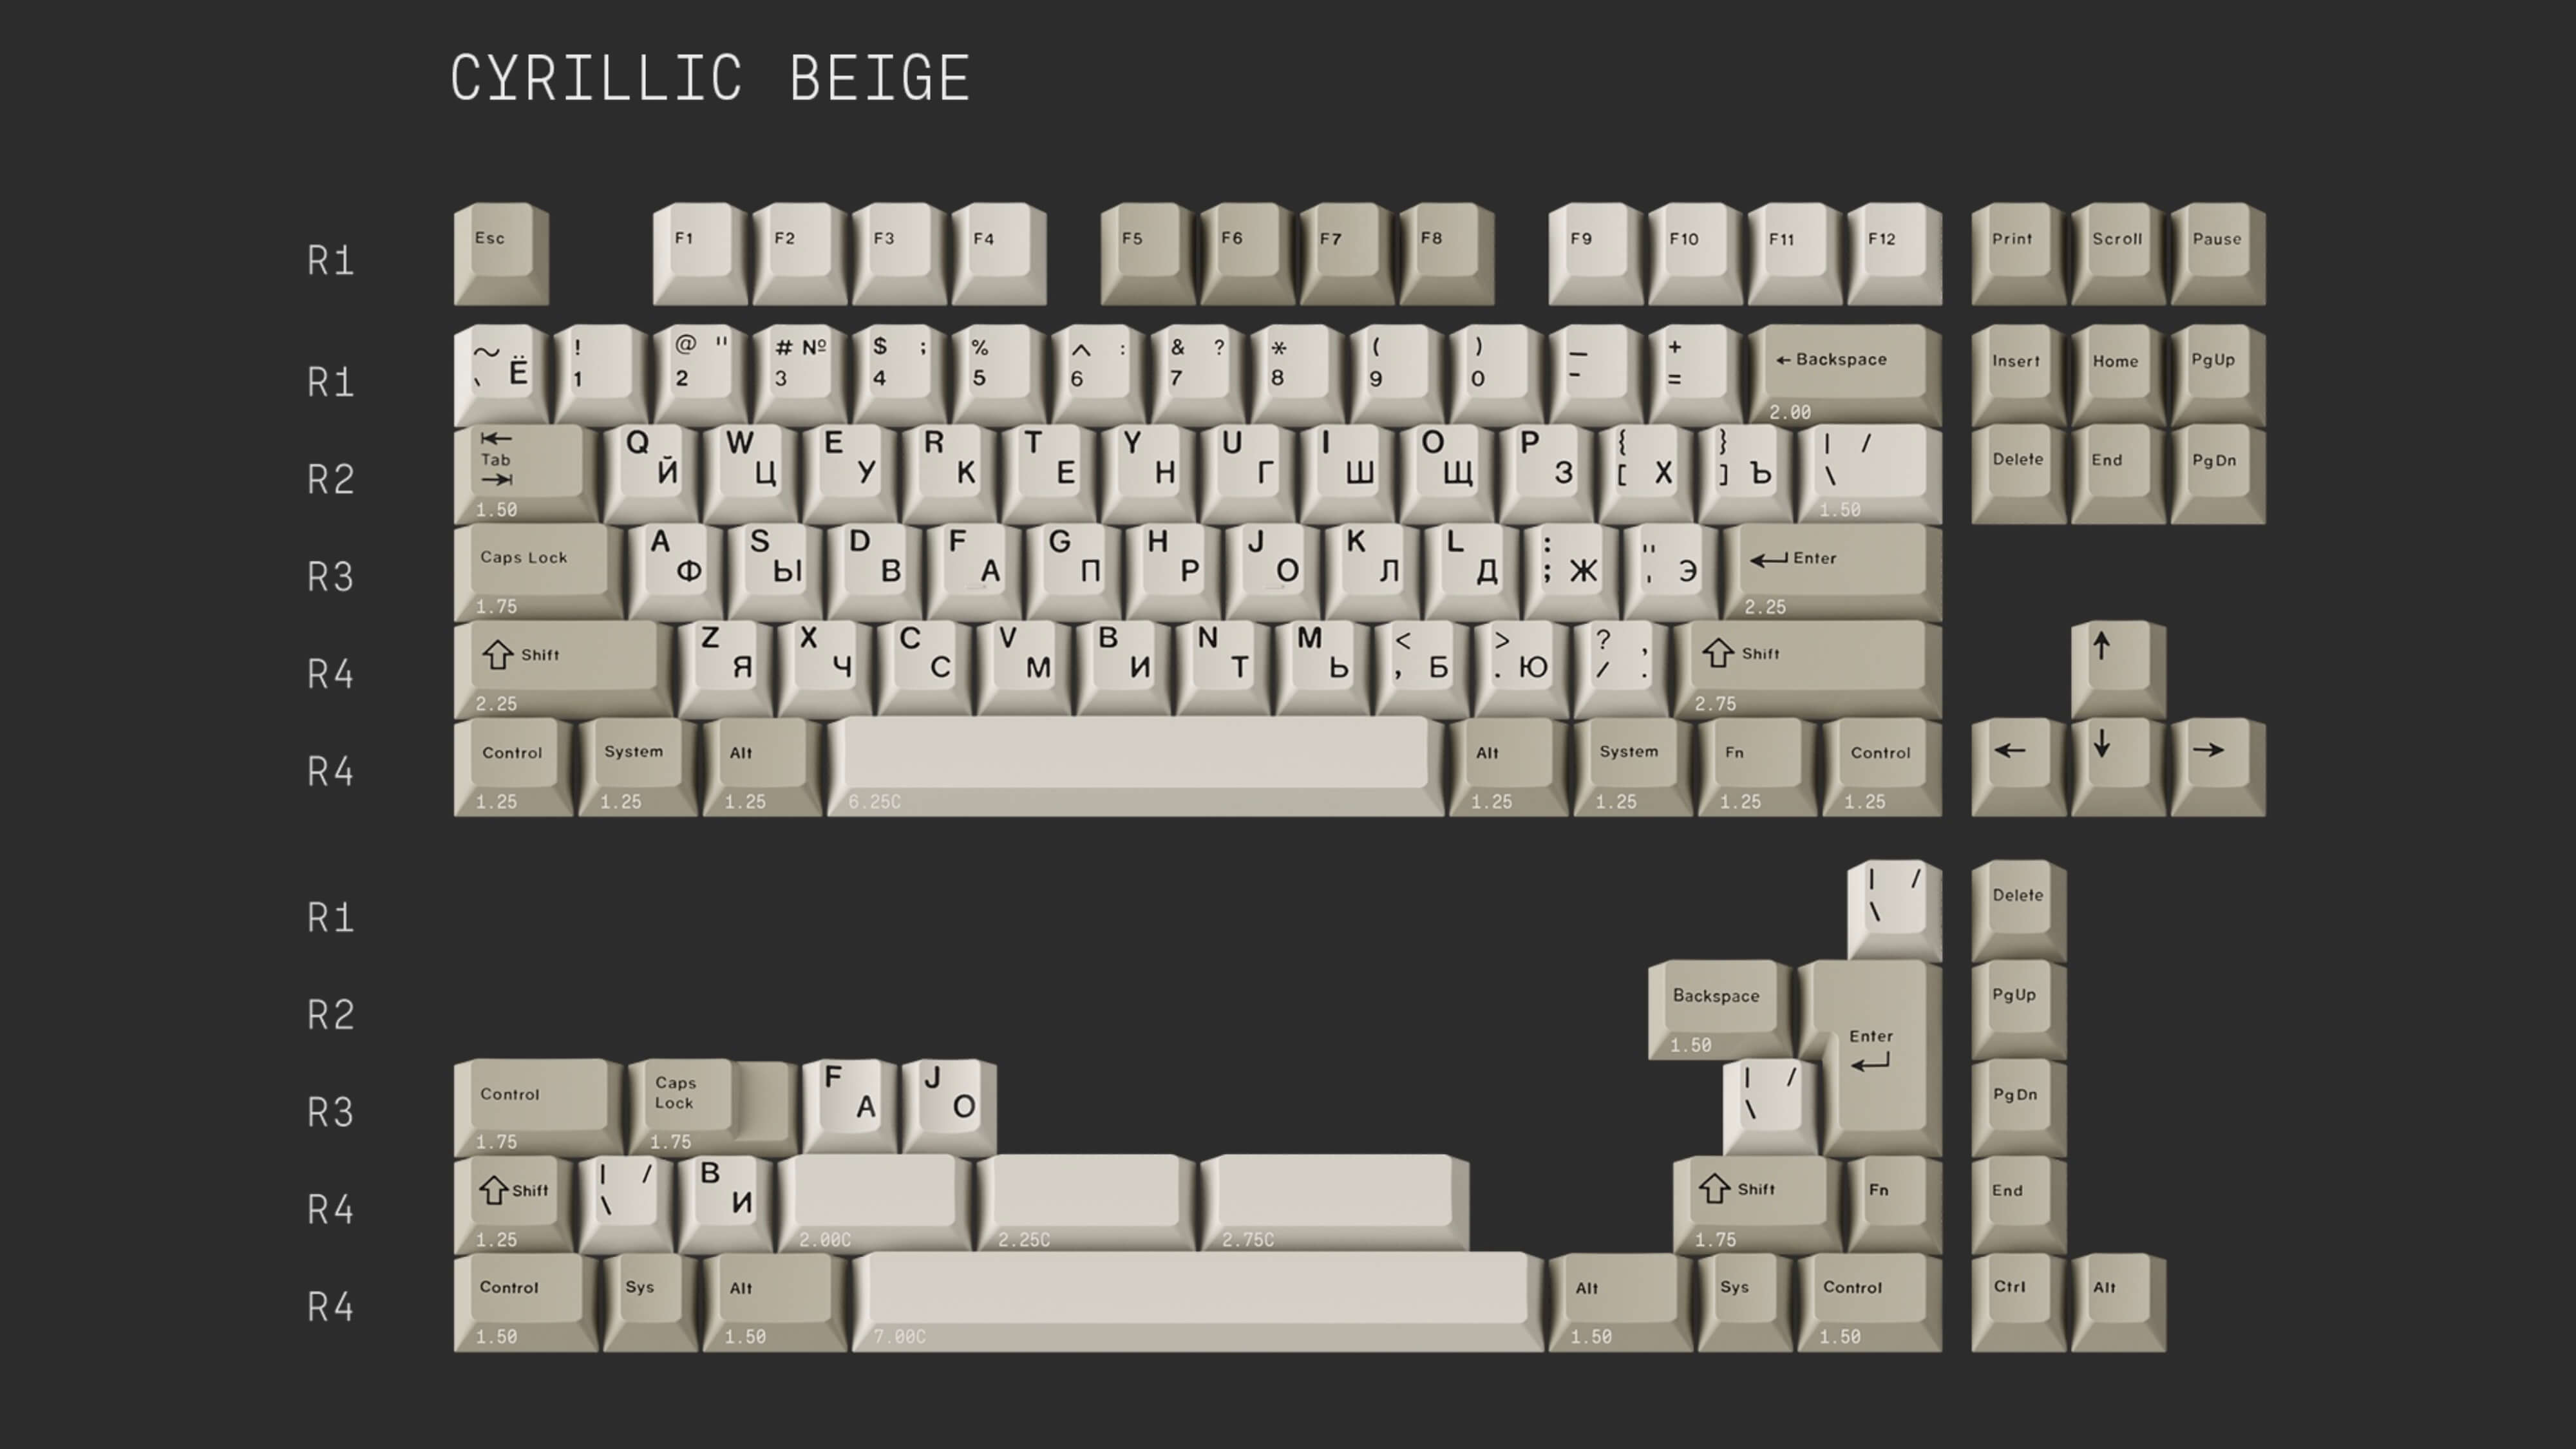 CYRILLIC BEIGE
R1 Esc F1 F2 F3 F4 F5 F6 F7 F8 F9 F10 F11 F12 Print Scroll Pause
~ ! @ " # № $ ; % ^ : & ? * ( ) — +
R1 ` Ё 1 2 3 4 5 6 7 8 9 0 - = ← Backspace Insert Home PgUp
2.00
⇤ Q W E R T Y U I O P { } | /
R2 Tab Й Ц У К Е Н Г Ш Щ З [ Х ] Ъ \ Delete End PgDn
⇥
1.50 1.50
A S D F G H J K L : "
R3 Caps Lock Ф Ы В А П Р О Л Д ; Ж ' Э ↵ Enter
1.75 2.25
Z X C V B N M < > ? , ↑
R4 ⇧ Shift Я Ч С М И Т Ь , Б . Ю / . ⇧ Shift
2.25 2.75
R4 Control System Alt Alt System Fn Control ← ↓ →
1.25 1.25 1.25 6.25C 1.25 1.25 1.25 1.25
| /
R1 \ Delete
R2 Backspace Enter PgUp
1.50 ↵
F J | /
R3 Control Caps Lock А О \ PgDn
1.75 1.75
| / B
R4 ⇧ Shift \ И ⇧ Shift Fn End
1.25 2.00C 2.25C 2.75C 1.75
R4 Control Sys Alt Alt Sys Control Ctrl Alt
1.50 1.50 7.00C 1.50 1.50